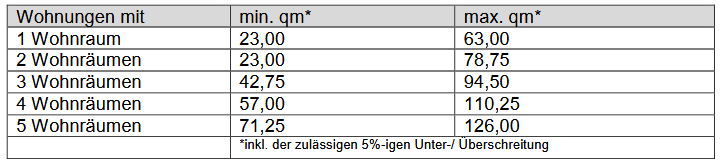 Wohnungen mit min. qm* max. qm*
1 Wohnraum 23,00 63,00
2 Wohnräumen 23,00 78,75
3 Wohnräumen 42,75 94,50
4 Wohnräumen 57,00 110,25
5 Wohnräumen 71,25 126,00
*inkl. der zulässigen 5%-igen Unter-/ Überschreitung